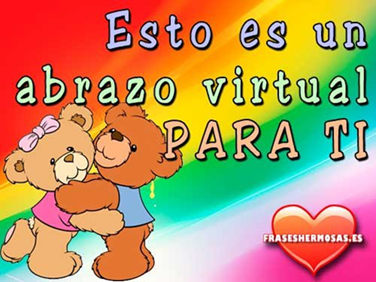 Esto es un
abrazo virtual
PARA TI
FRASESHERMOSAS.ES